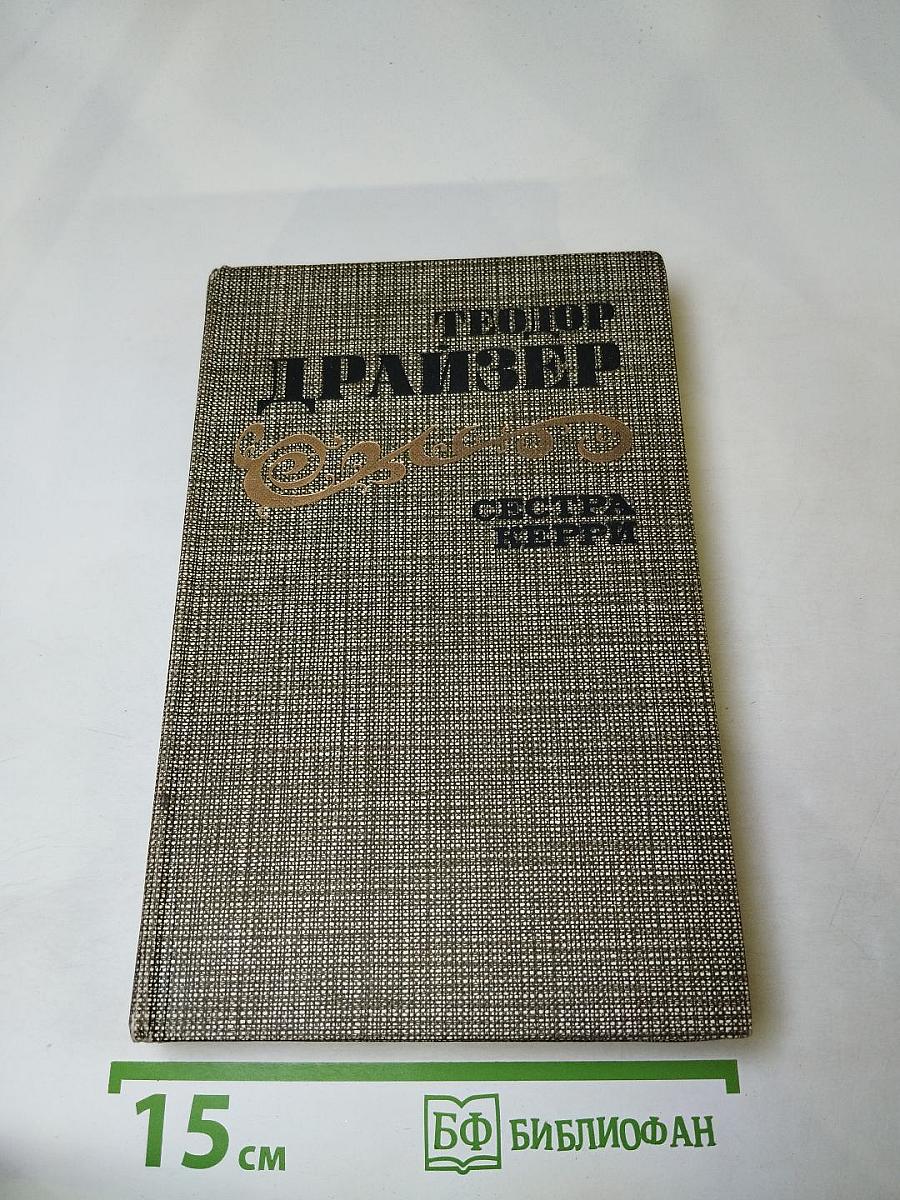 ТЕОДОР
ДРАЙЗЕР
СЕСТРА
КЕРРИ
15 см
БФ БИБЛИОФАН